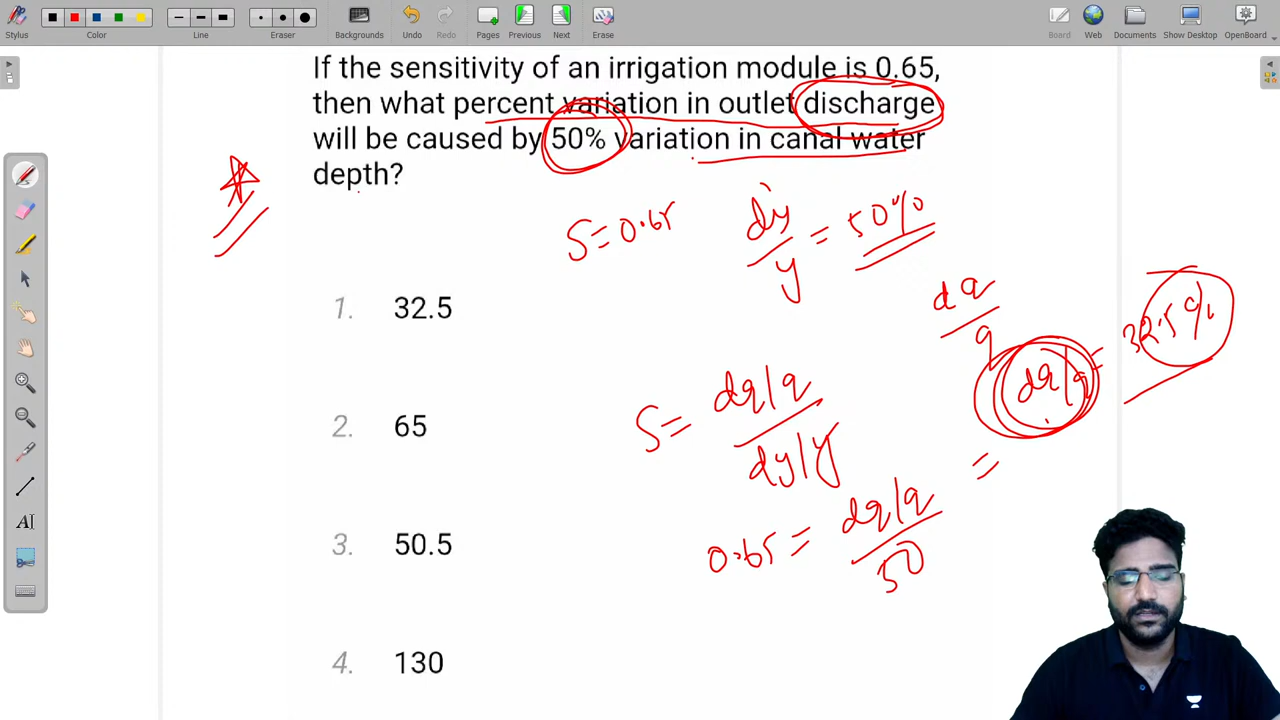 Stylus
Color
Line
Eraser
Backgrounds
Undo
Redo
Pages
Previous
Next
Erase
Board
Web
Documents
Show Desktop
OpenBoard
If the sensitivity of an irrigation module is 0.65,
then what percent variation in outlet discharge
will be caused by 50% variation in canal water
depth?
S=0.65
dy/y = 50%
dq/q
dq/q = 32.5%
1. 32.5
S= dq/q / dy/y
2. 65
=
0.65 = dq/q / 50
3. 50.5
4. 130
AI